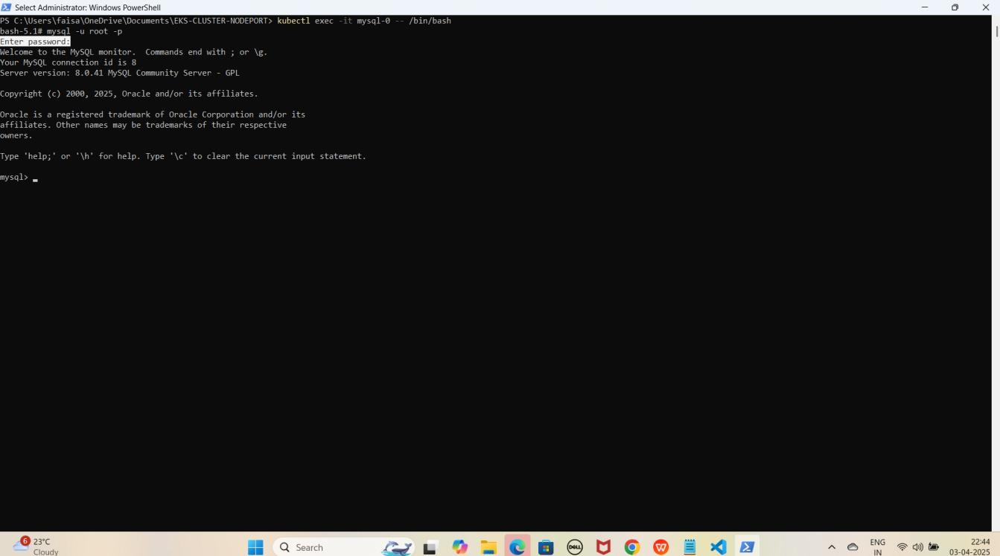 Select Administrator: Windows PowerShell
PS C:\Users\faisa\OneDrive\Documents\EKS-CLUSTER-NODEPORT> kubectl exec -it mysql-0 -- /bin/bash
bash-5.1# mysql -u root -p
Enter password:
Welcome to the MySQL monitor.  Commands end with ; or \g.
Your MySQL connection id is 8
Server version: 8.0.41 MySQL Community Server - GPL
Copyright (c) 2000, 2025, Oracle and/or its affiliates.
Oracle is a registered trademark of Oracle Corporation and/or its
affiliates. Other names may be trademarks of their respective
owners.
Type 'help;' or '\h' for help. Type '\c' to clear the current input statement.
mysql>
6
23°C
Cloudy
Search
DELL
W
ENG
IN
22:44
03-04-2025